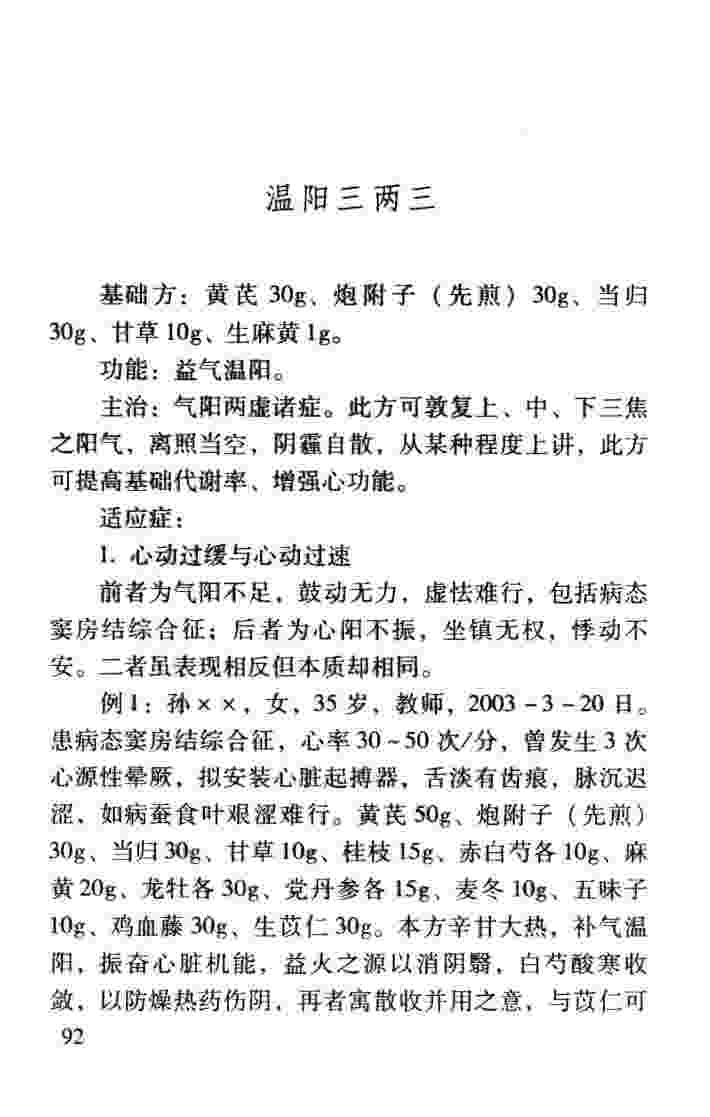 温阳三两三
基础方：黄芪 30g、炮附子（先煎）30g、当归
30g、甘草 10g、生麻黄 1g。
功能：益气温阳。
主治：气阳两虚诸症。此方可敦复上、中、下三焦
之阳气，离照当空，阴霾自散，从某种程度上讲，此方
可提高基础代谢率、增强心功能。
适应症：
1. 心动过缓与心动过速
前者为气阳不足，鼓动无力，虚怯难行，包括病态
窦房结综合征；后者为心阳不振，坐镇无权，悸动不
安。二者虽表现相反但本质却相同。
例 1：孙××，女，35 岁，教师，2003－3－20 日。
患病态窦房结综合征，心率 30～50 次/分，曾发生 3 次
心源性晕厥，拟安装心脏起搏器，舌淡有齿痕，脉沉迟
涩，如病蚕食叶艰涩难行。黄芪 50g、炮附子（先煎）
30g、当归 30g、甘草 10g、桂枝 15g、赤白芍各 10g、麻
黄 20g、龙牡各 30g、党丹参各 15g、麦冬 10g、五味子
10g、鸡血藤 30g、生苡仁 30g。本方辛甘大热，补气温
阳，振奋心脏机能，益火之源以消阴翳，白芍酸寒收
敛，以防燥热药伤阴，再者寓散收并用之意，与苡仁可
92